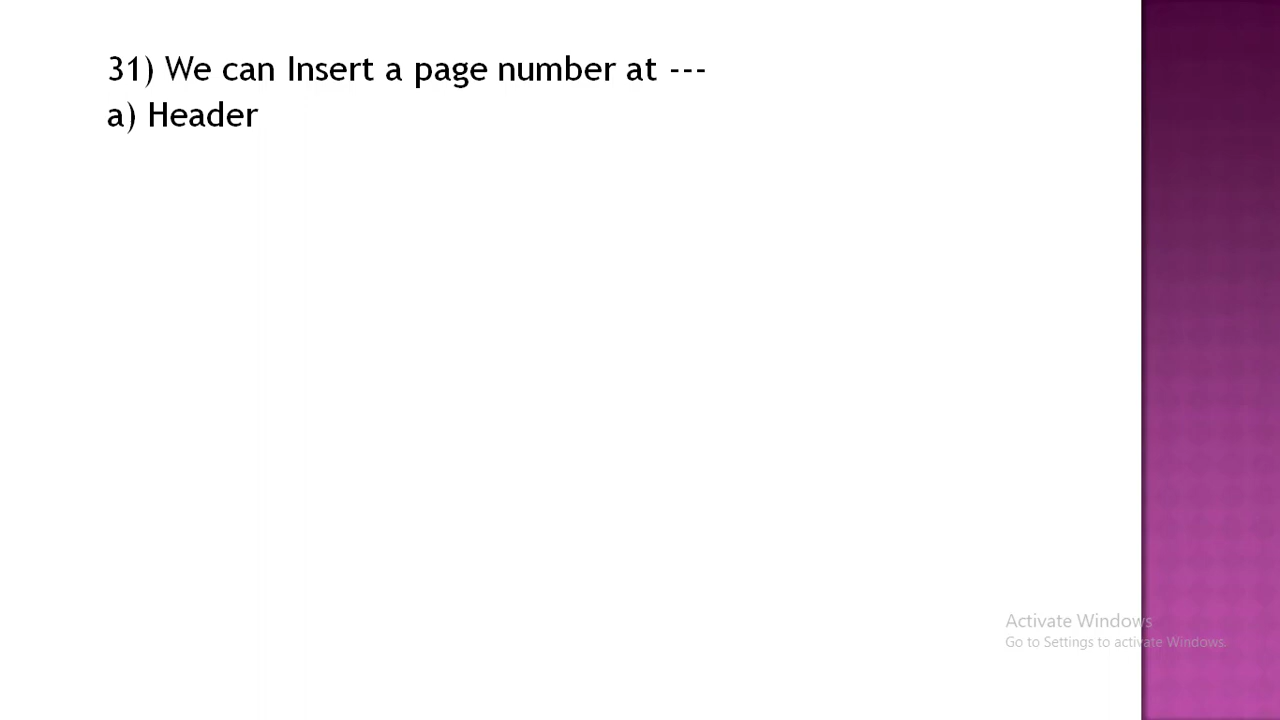 31) We can Insert a page number at ---
a) Header
Activate Windows
Go to Settings to activate Windows.